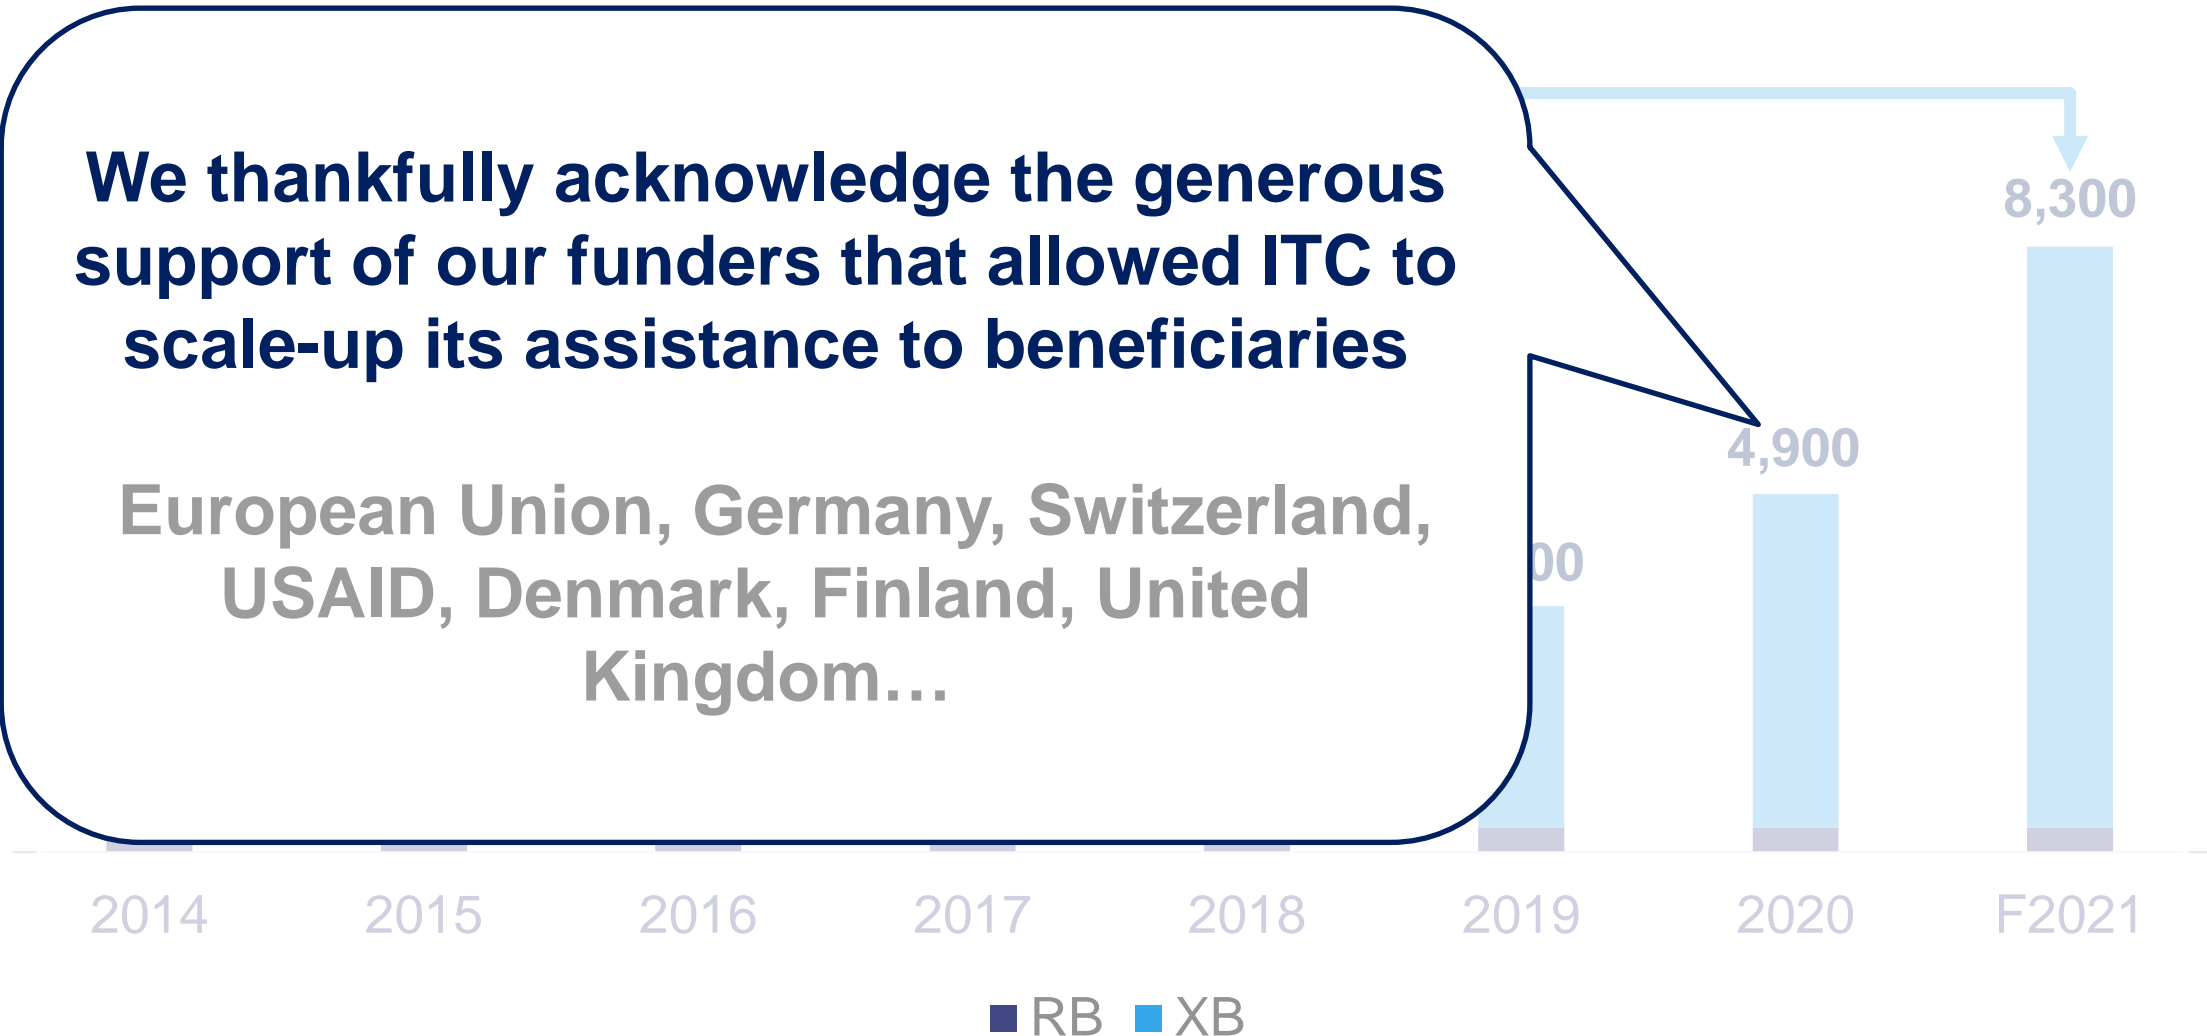 We thankfully acknowledge the generous
support of our funders that allowed ITC to
scale-up its assistance to beneficiaries
European Union, Germany, Switzerland,
USAID, Denmark, Finland, United
Kingdom…
8,300
4,900
00
2014 2015 2016 2017 2018 2019 2020 F2021
RB XB